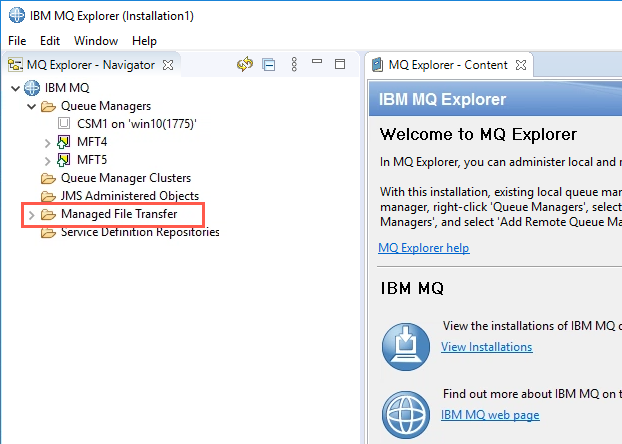 IBM MQ Explorer (Installation1)
File Edit Window Help
MQ Explorer - Navigator
IBM MQ
Queue Managers
CSM1 on 'win10(1775)'
MFT4
MFT5
Queue Manager Clusters
JMS Administered Objects
Managed File Transfer
Service Definition Repositories
MQ Explorer - Content
IBM MQ Explorer
Welcome to MQ Explorer
In MQ Explorer, you can administer local and r
With this installation, existing local queue mar
manager, right-click 'Queue Managers', select
Managers', and select 'Add Remote Queue Ma
MQ Explorer help
IBM MQ
View the installations of IBM MQ o
View Installations
Find out more about IBM MQ on t
IBM MQ web page